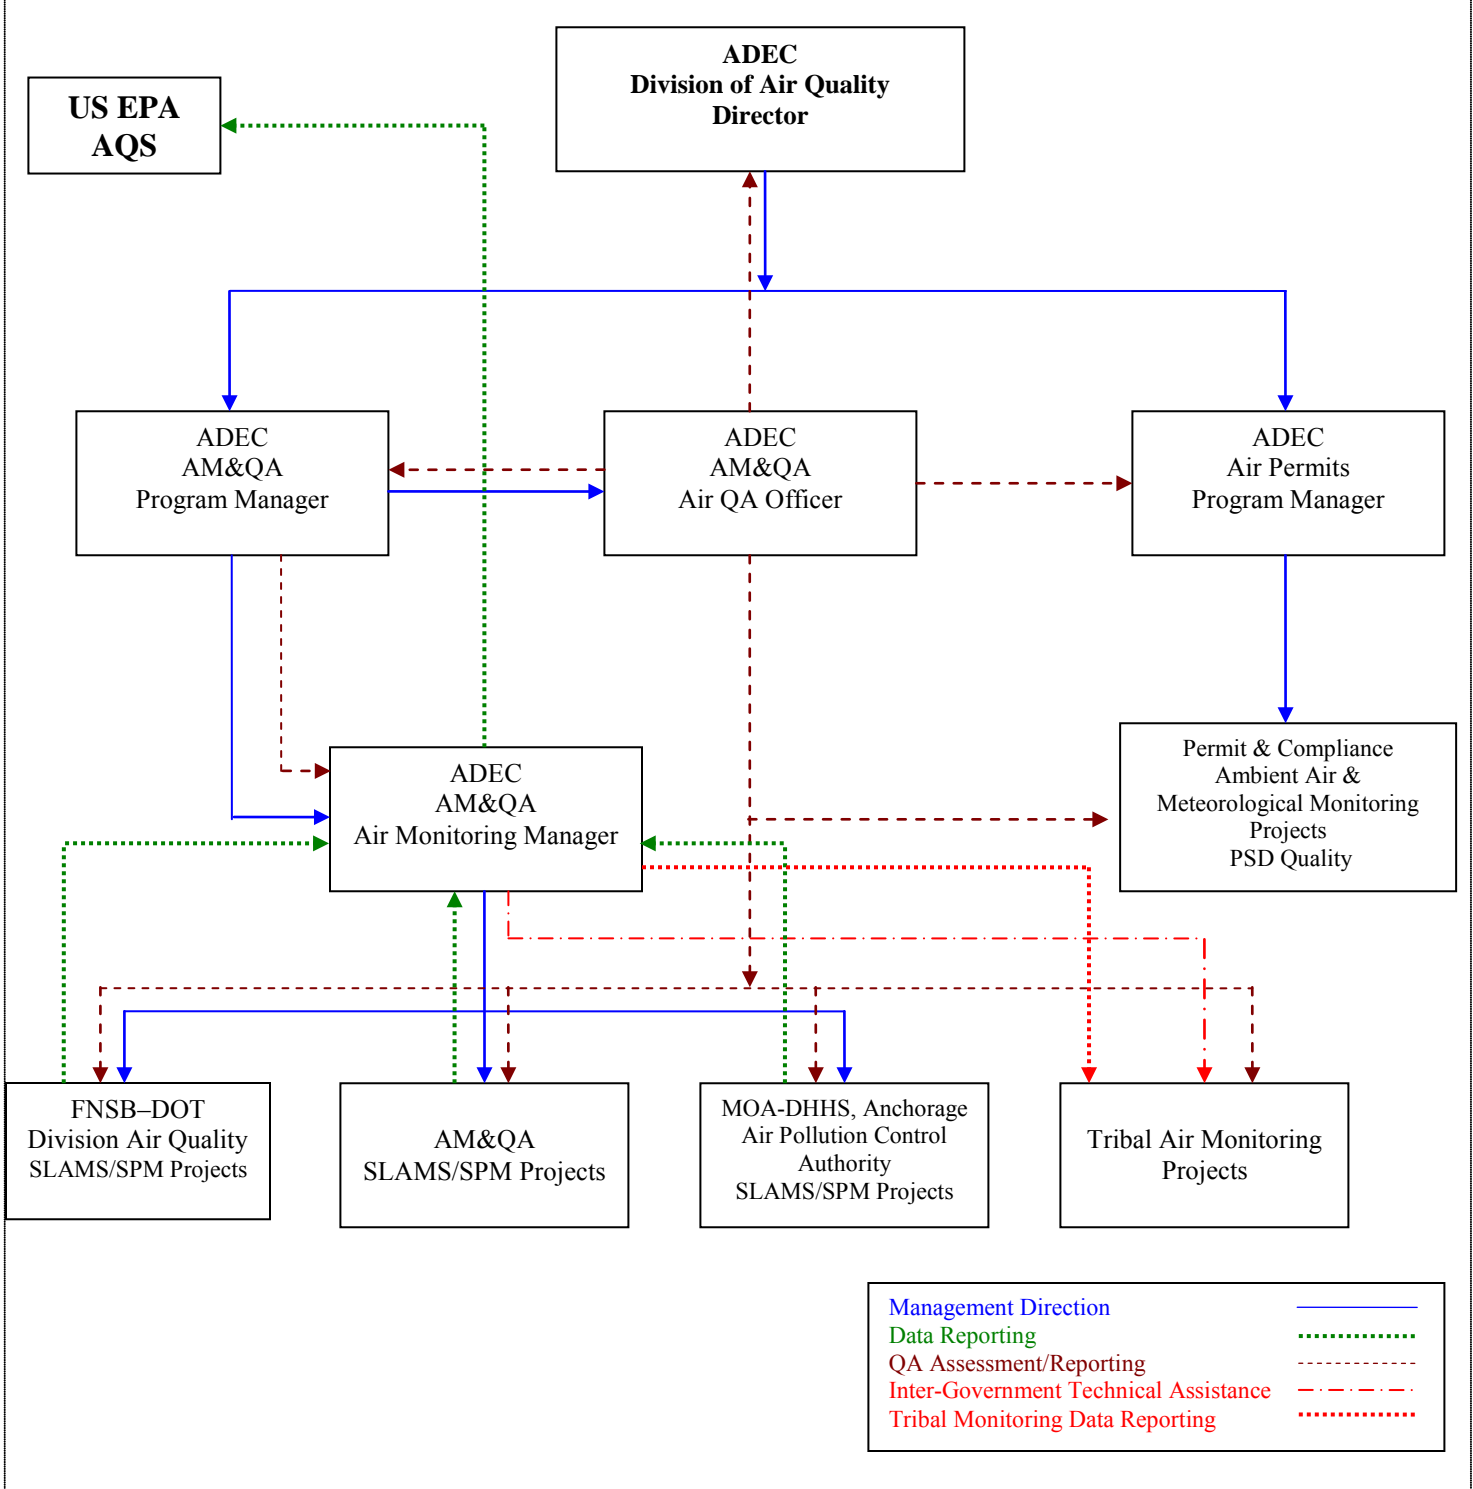 ADEC
Division of Air Quality
Director
US EPA
AQS
ADEC
AM&QA
Program Manager
ADEC
AM&QA
Air QA Officer
ADEC
Air Permits
Program Manager
ADEC
AM&QA
Air Monitoring Manager
Permit & Compliance
Ambient Air &
Meteorological Monitoring
Projects
PSD Quality
FNSB–DOT
Division Air Quality
SLAMS/SPM Projects
AM&QA
SLAMS/SPM Projects
MOA-DHHS, Anchorage
Air Pollution Control
Authority
SLAMS/SPM Projects
Tribal Air Monitoring
Projects
Management Direction
Data Reporting
QA Assessment/Reporting
Inter-Government Technical Assistance
Tribal Monitoring Data Reporting